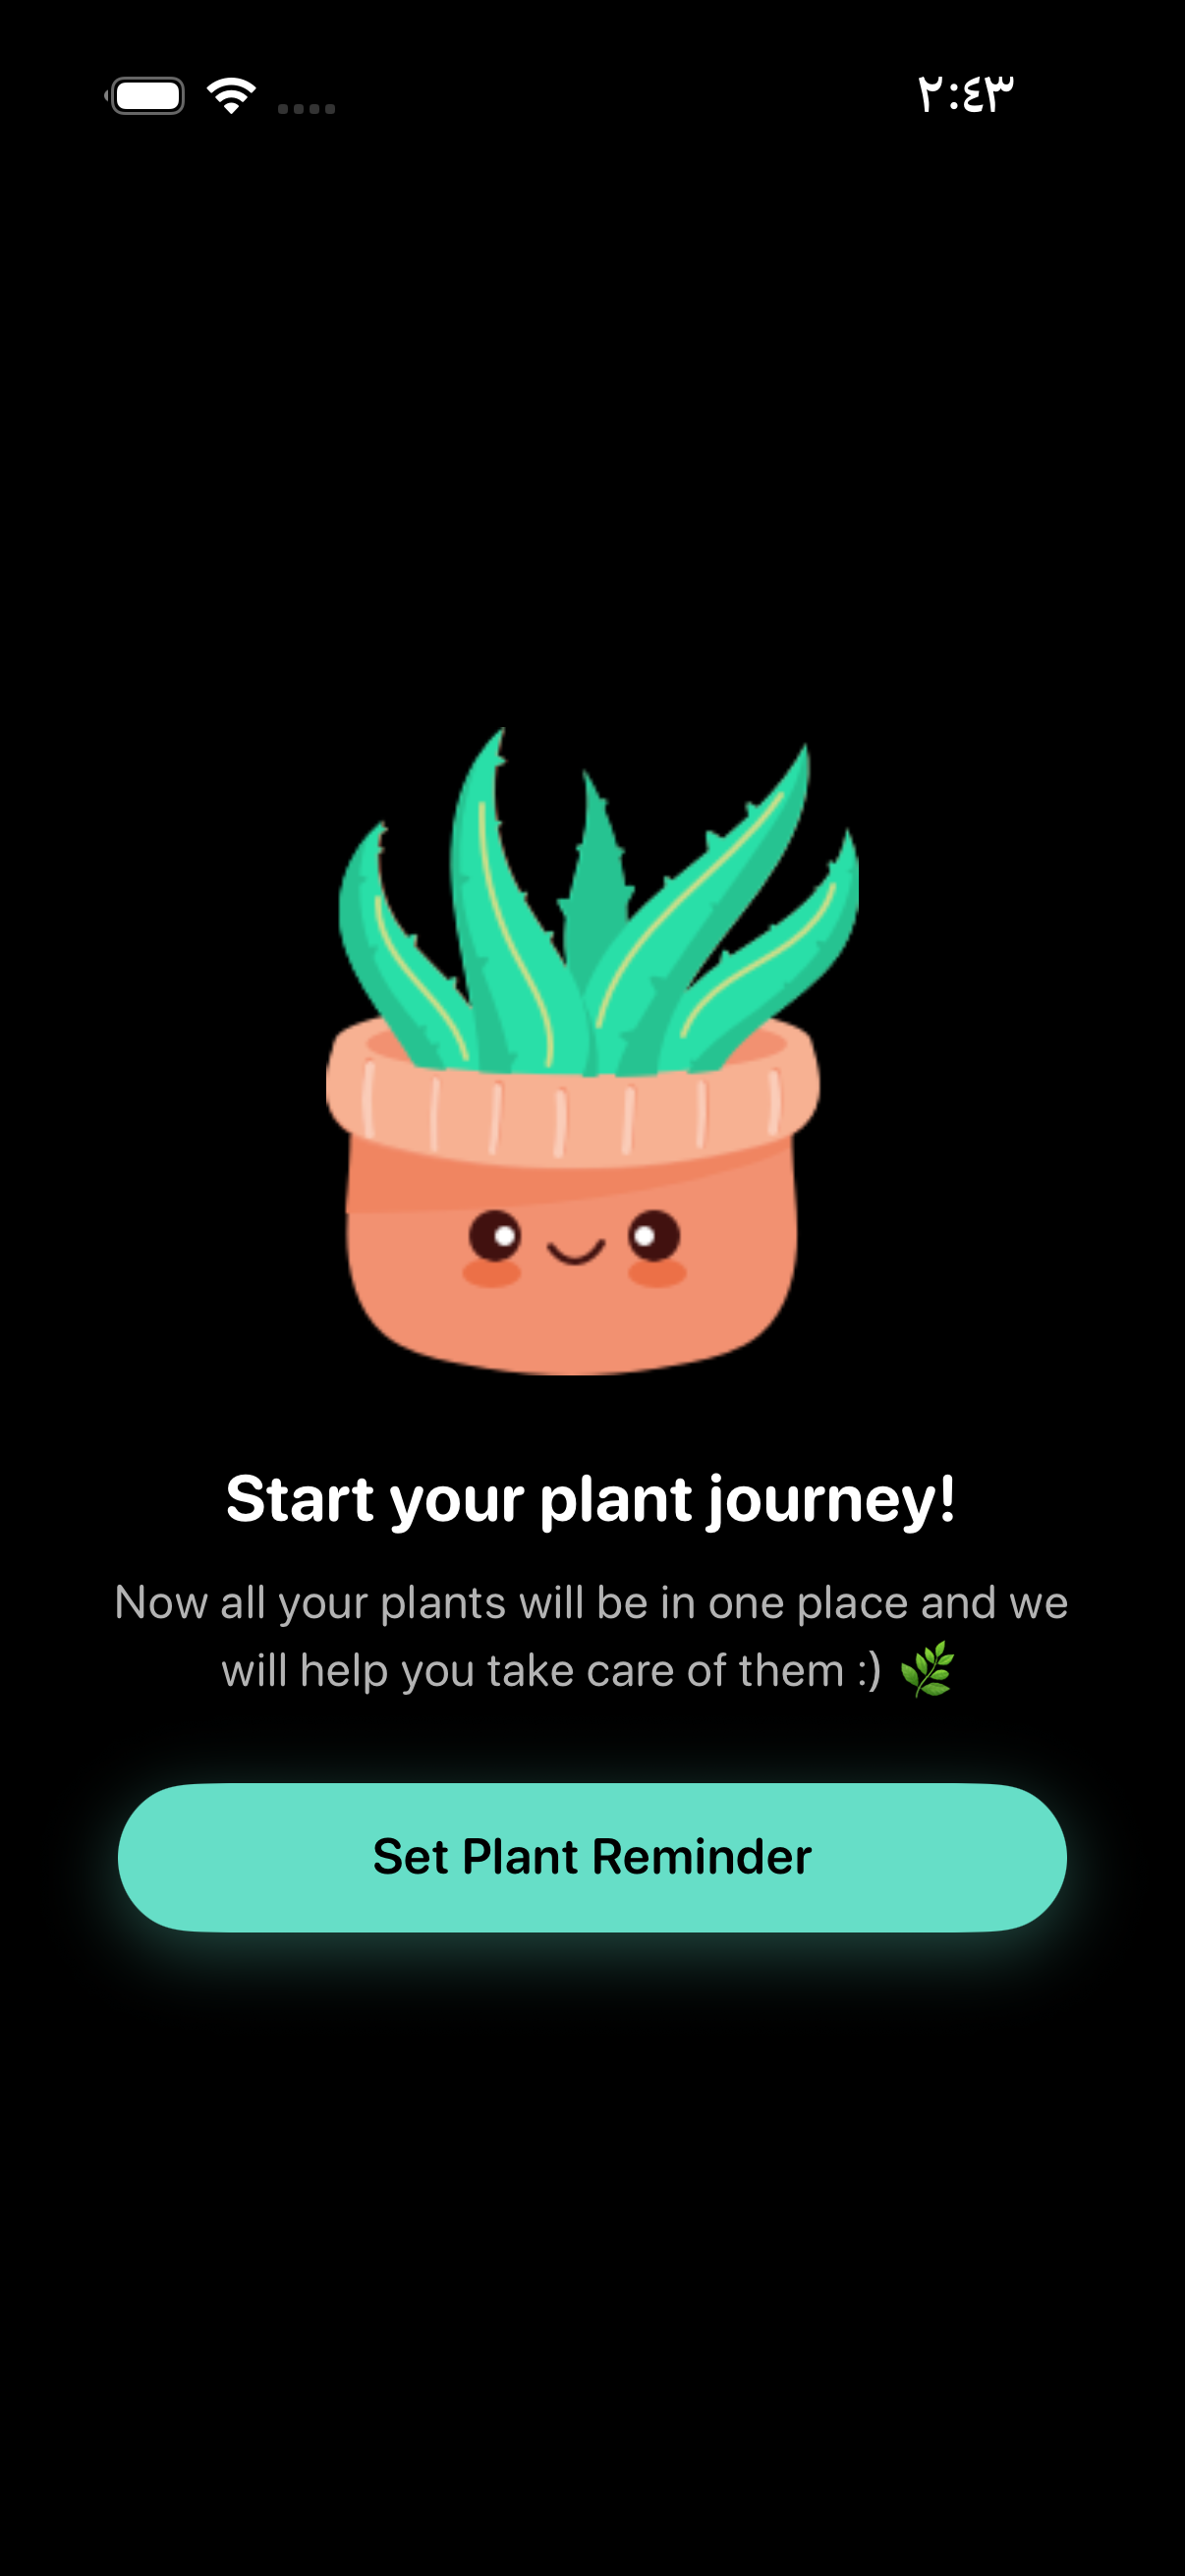 ٢:٤٣
Start your plant journey!
Now all your plants will be in one place and we
will help you take care of them :) 🌿
Set Plant Reminder